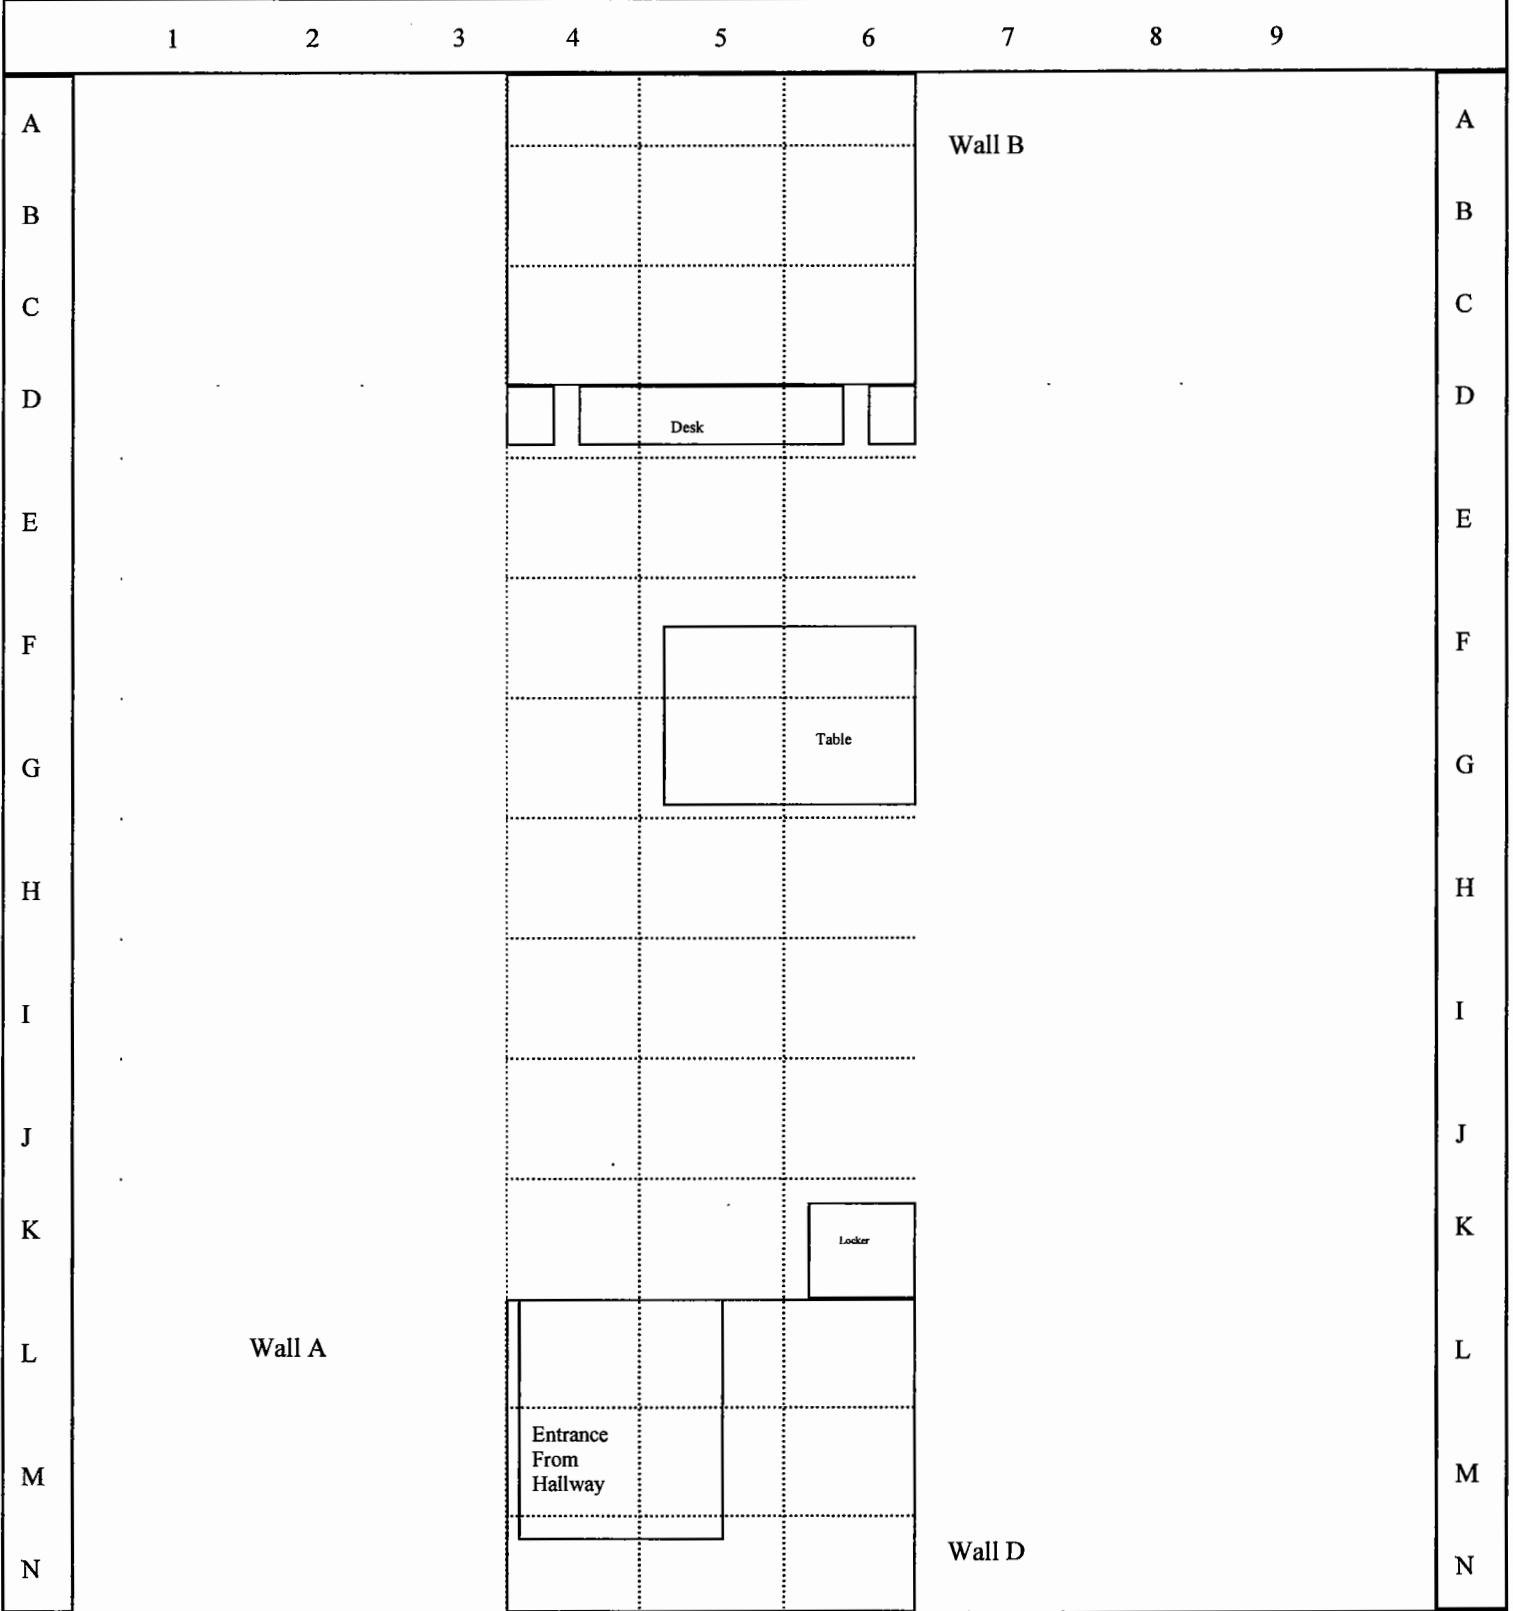 1 2 3 4 5 6 7 8 9
A A
Wall B
B B
C C
D D
Desk
E E
F F
Table
G G
H H
I I
J J
K K
Locker
L Wall A L
Entrance
From
Hallway
M M
Wall D
N N